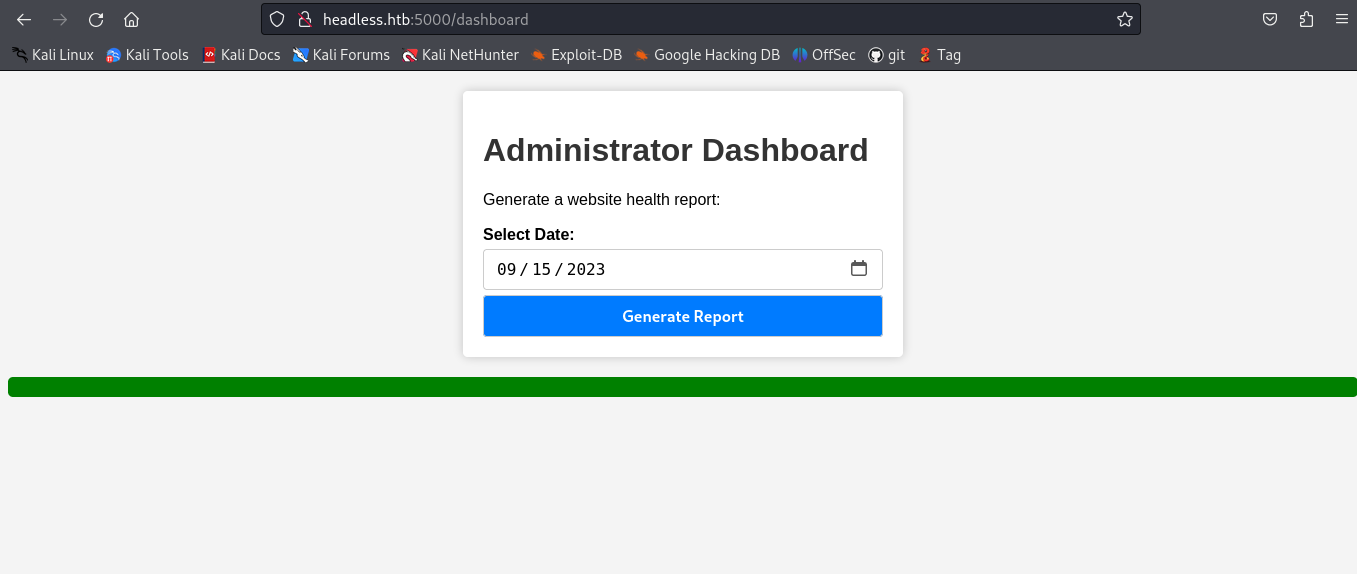 headless.htb:5000/dashboard
Kali Linux Kali Tools Kali Docs Kali Forums Kali NetHunter Exploit-DB Google Hacking DB OffSec git Tag
Administrator Dashboard
Generate a website health report:
Select Date:
09/15/2023
Generate Report